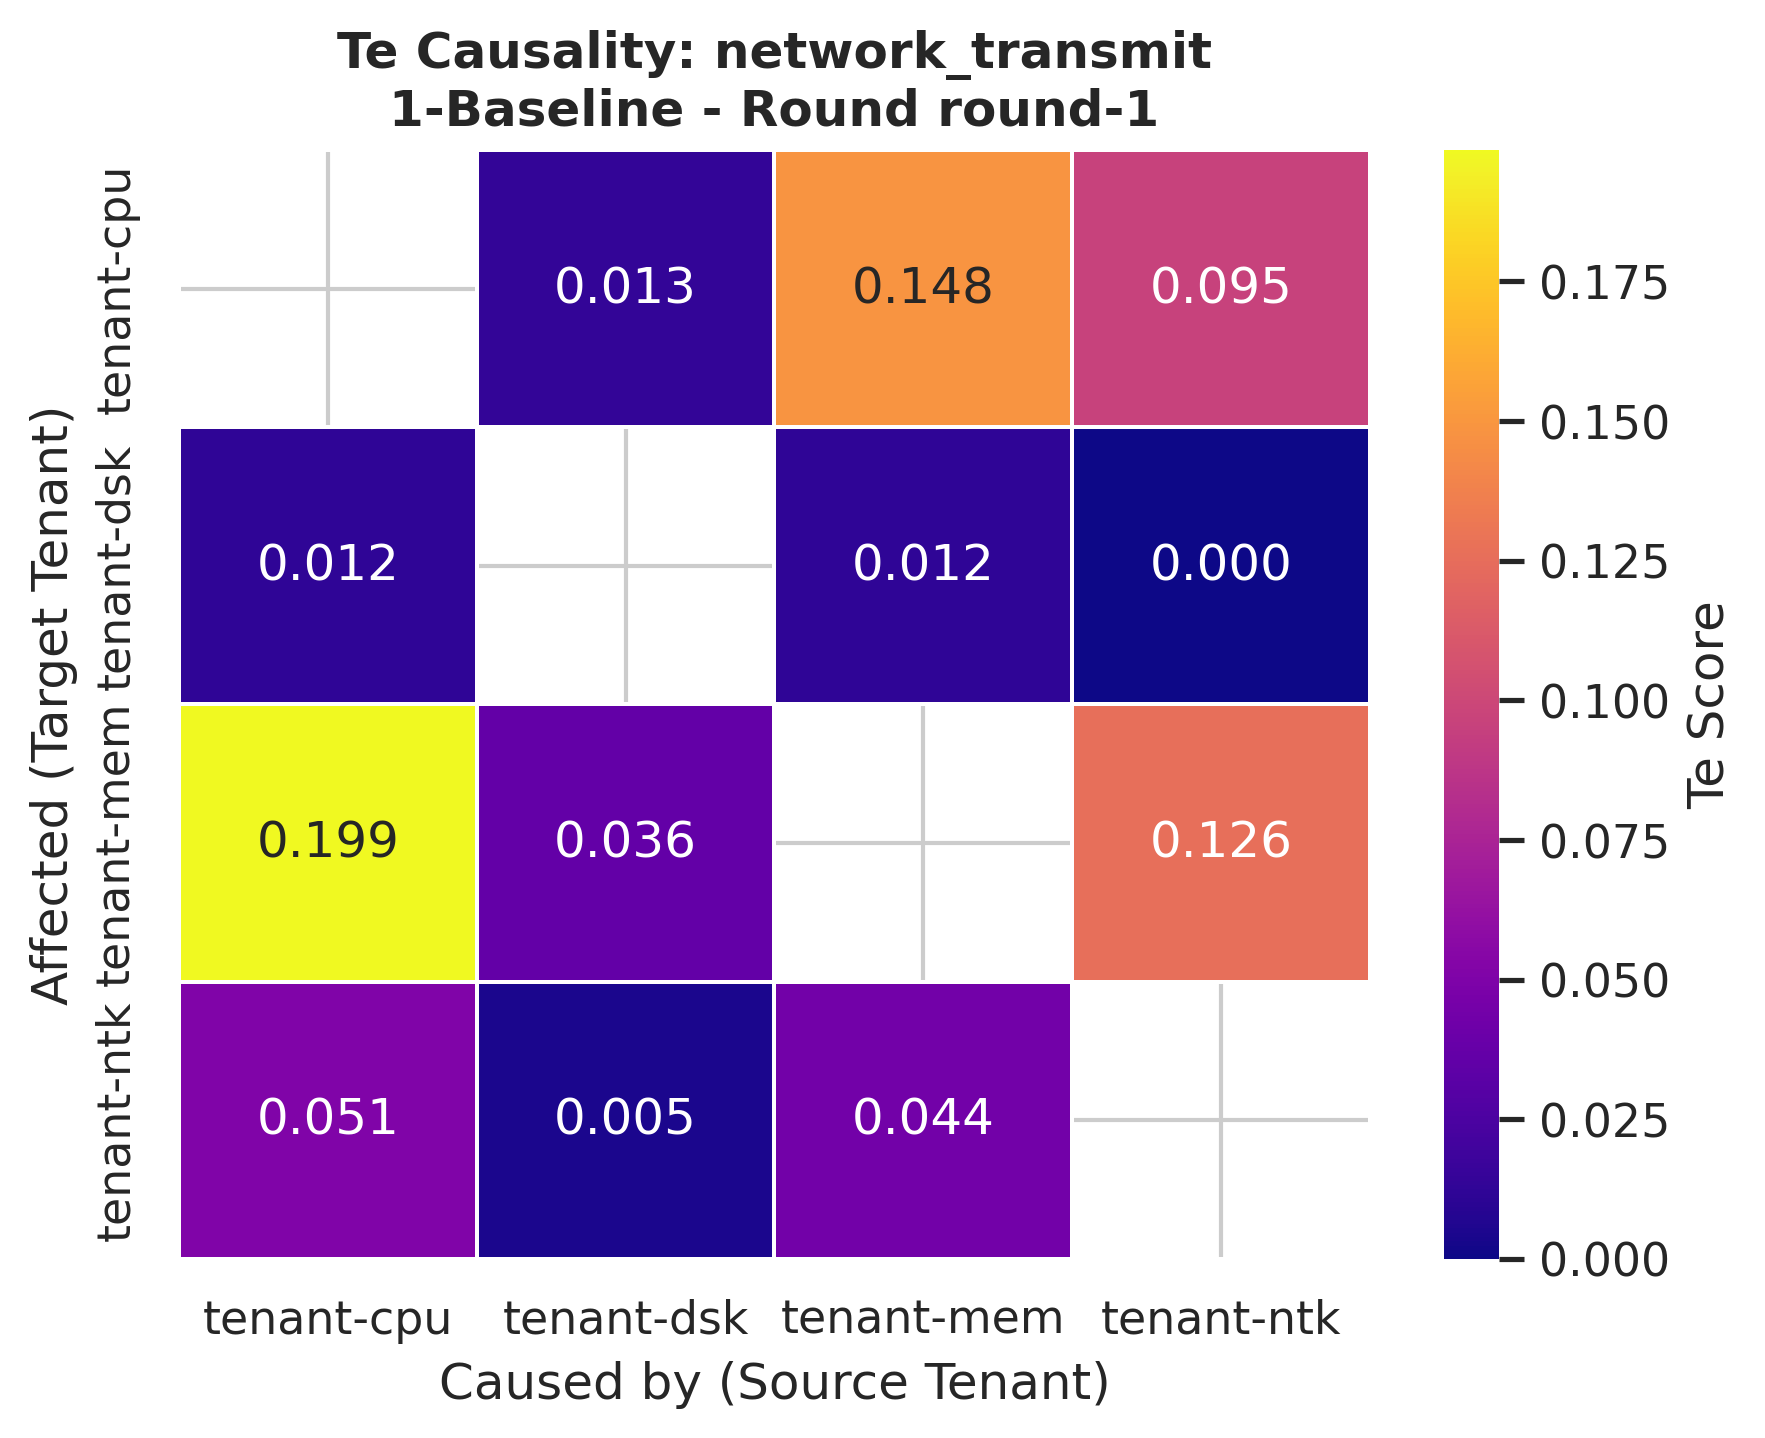 Te Causality: network_transmit
1-Baseline - Round round-1
Affected (Target Tenant)
tenant-cpu
0.013
0.148
0.095
tenant-dsk
0.012
0.012
0.000
tenant-mem
0.199
0.036
0.126
tenant-ntk
0.051
0.005
0.044
tenant-cpu
tenant-dsk
tenant-mem
tenant-ntk
Caused by (Source Tenant)
0.175
0.150
0.125
0.100
0.075
0.050
0.025
0.000
Te Score